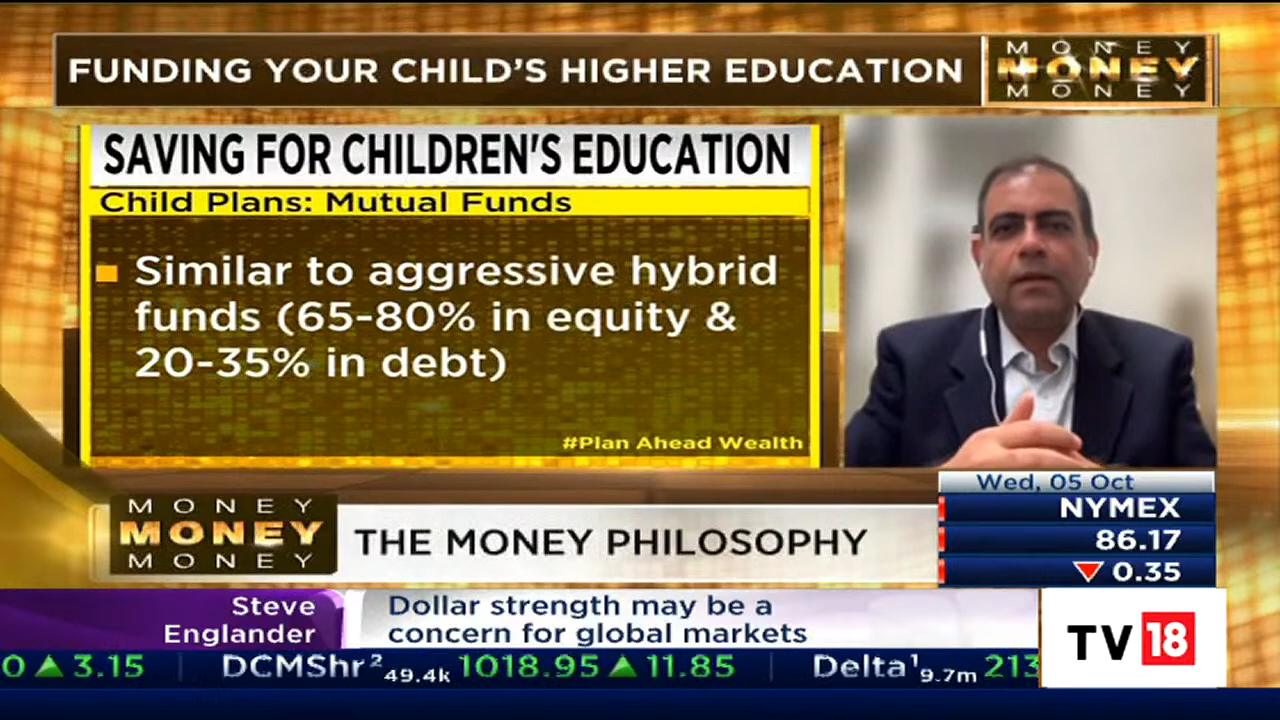 FUNDING YOUR CHILD'S HIGHER EDUCATION
MONEY
MONEY
MONEY
SAVING FOR CHILDREN'S EDUCATION
Child Plans: Mutual Funds
Similar to aggressive hybrid
funds (65-80% in equity &
20-35% in debt)
#Plan Ahead Wealth
MONEY
MONEY
MONEY
THE MONEY PHILOSOPHY
Wed, 05 Oct
NYMEX
86.17
▼ 0.35
Steve
Englander
Dollar strength may be a
concern for global markets
TV18
0 ▲ 3.15 DCMShr² 49.4k 1018.95 ▲ 11.85 Delta¹ 9.7m 213